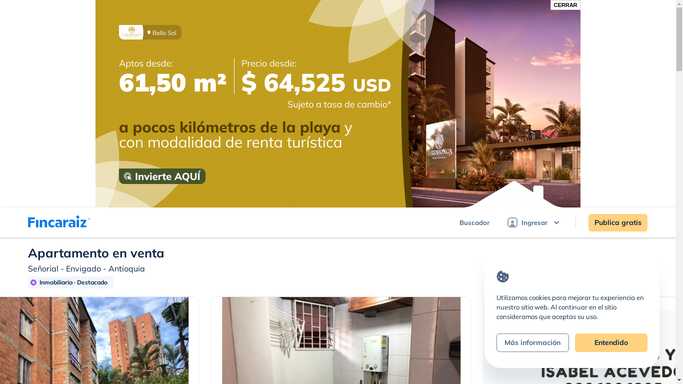 CERRAR
Bello Sol
Aptos desde:
61,50 m²
Precio desde:
$ 64,525 USD
Sujeto a tasa de cambio*
a pocos kilómetros de la playa y
con modalidad de renta turística
Invierte AQUÍ
Fincaraiz
Buscador
Ingresar
Publica gratis
Apartamento en venta
Señorial - Envigado - Antioquia
Inmobiliaria · Destacado
Utilizamos cookies para mejorar tu experiencia en
nuestro sitio web. Al continuar en el sitio
consideramos que aceptas su uso.
Más información
Entendido
Y
ISABEL ACEVEDO